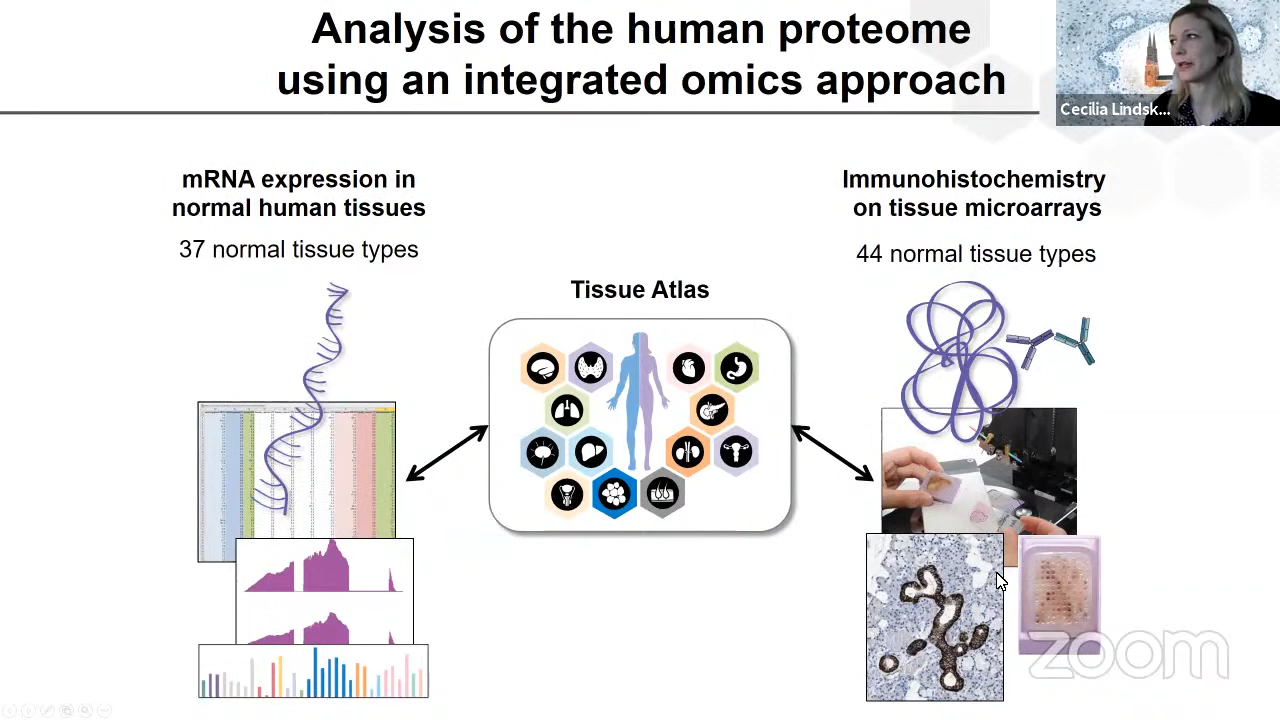 Analysis of the human proteome
using an integrated omics approach
Cecilia Lindsk...
mRNA expression in
normal human tissues
37 normal tissue types
Tissue Atlas
Immunohistochemistry
on tissue microarrays
44 normal tissue types
zoom